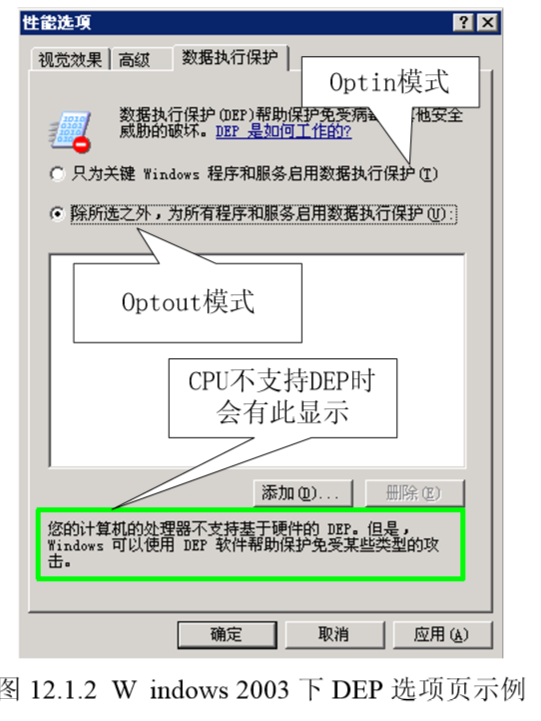 性能选项
视觉效果 高级 数据执行保护
Optin模式
数据执行保护(DEP)帮助保护免受病 他安全
威胁的破坏。DEP 是如何工作的?
只为关键 Windows 程序和服务启用数据执行保护(T)
除所选之外，为所有程序和服务启用数据执行保护(U):
Optout模式
CPU不支持DEP时
会有此显示
添加(D)... 删除(E)
您的计算机的处理器不支持基于硬件的 DEP。但是，
Windows 可以使用 DEP 软件帮助保护免受某些类型的攻
击。
确定 取消 应用(A)
图 12.1.2 W indows 2003 下 DEP 选项页示例